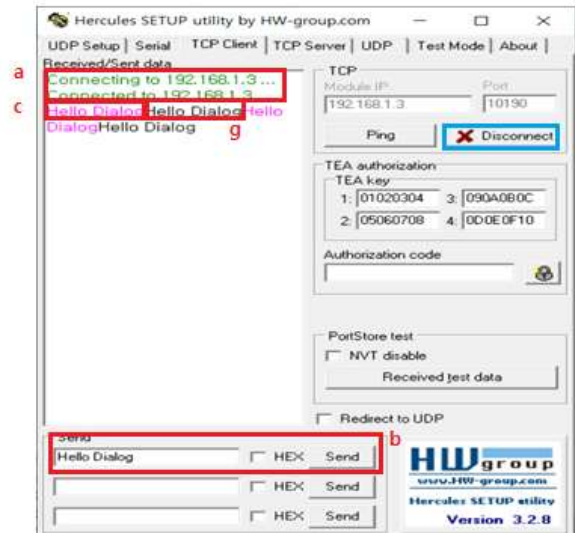 Hercules SETUP utility by HW-group.com
UDP Setup | Serial | TCP Client | TCP Server | UDP | Test Mode | About
Received/Sent data
a
Connecting to 192.168.1.3 ...
Connected to 192.168.1.3
c
Hello DialogHello DialogHello
DialogHello Dialog
g
TCP
Module IP
Port
192.168.1.3
10190
Ping
Disconnect
TEA authorization
TEA key
1: 01020304
3: 090A0B0C
2: 05060708
4: 0D0E0F10
Authorization code
PortStore test
NVT disable
Received test data
Redirect to UDP
Send
b
Hello Dialog
HEX
Send
HEX
Send
HEX
Send
HWgroup
www.HW-group.com
Hercules SETUP utility
Version 3.2.8